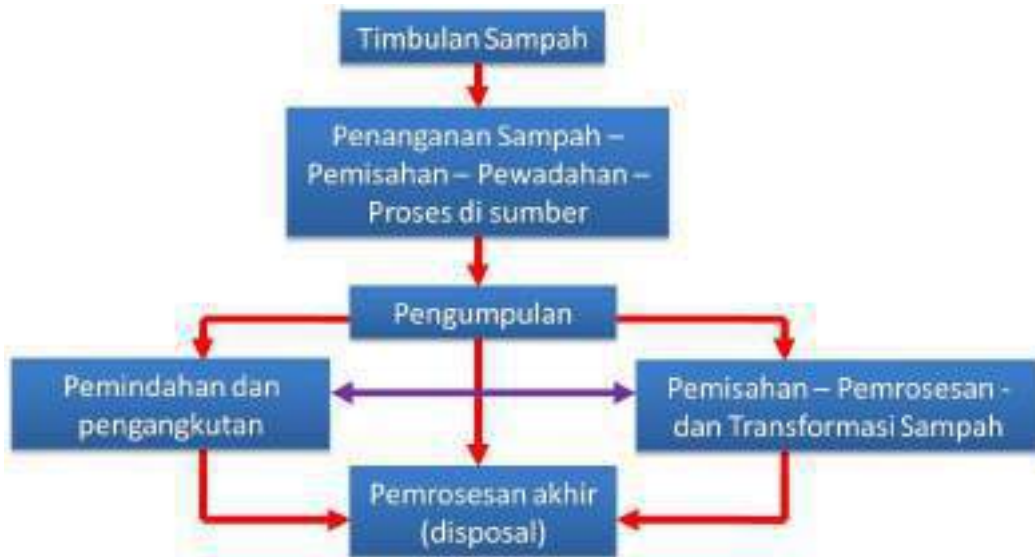 Timbulan Sampah
Penanganan Sampah –
Pemisahan – Pewadahan –
Proses di sumber
Pengumpulan
Pemindahan dan
pengangkutan
Pemisahan – Pemrosesan -
dan Transformasi Sampah
Pemrosesan akhir
(disposal)